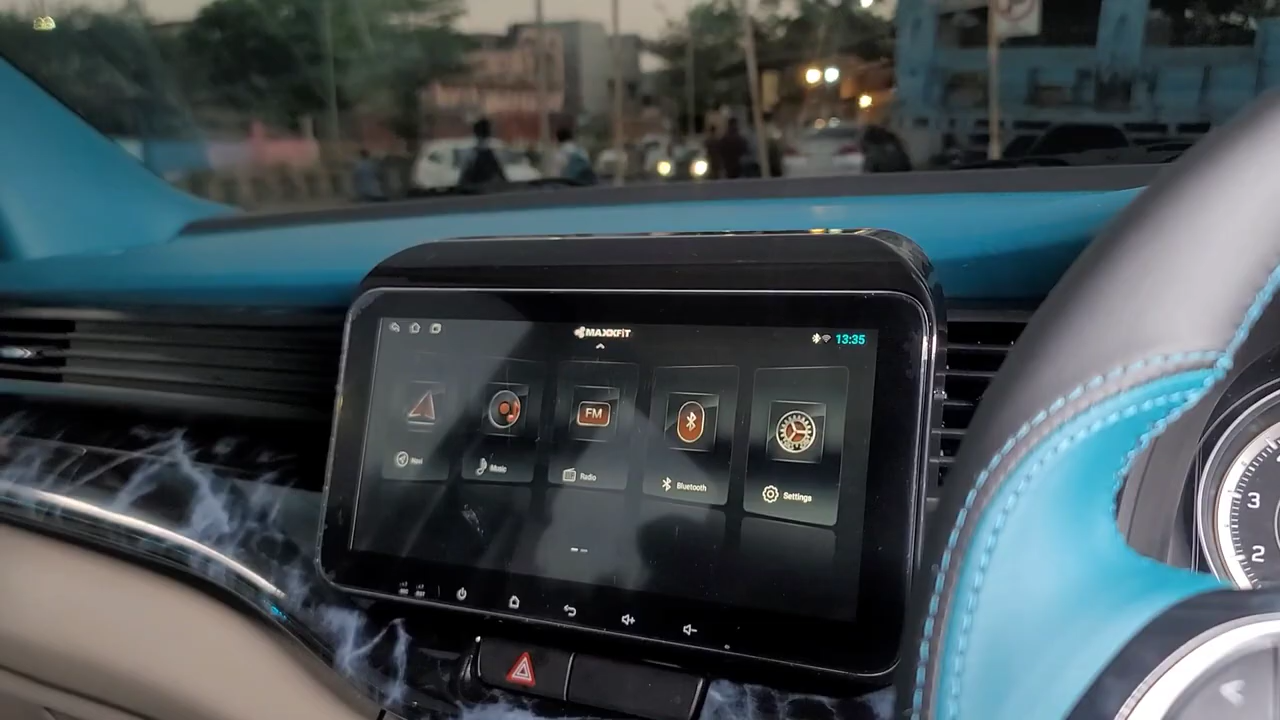 MAXXFiT
13:35
FM
Navi
Music
Radio
Bluetooth
Settings
3
2